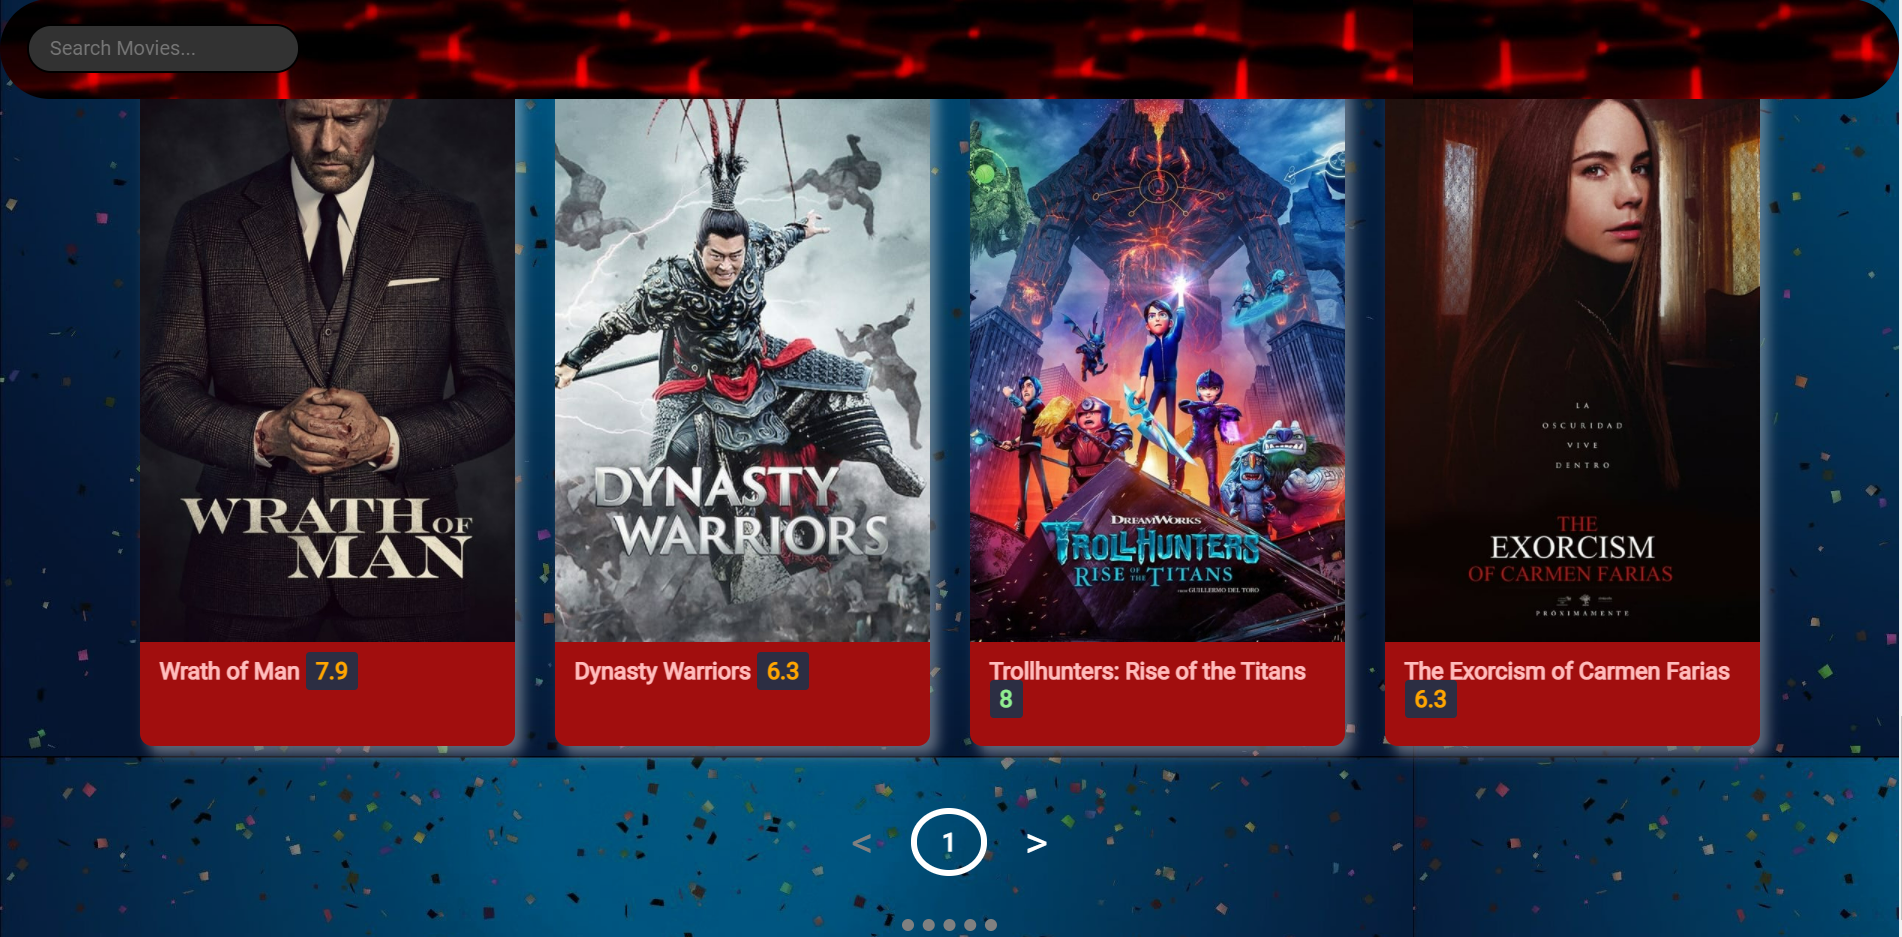 Search Movies...
WRATH OF
MAN
DYNASTY
WARRIORS
DREAMWORKS
TROLLHUNTERS
RISE OF THE TITANS
FROM GUILLERMO DEL TORO
LA
OSCURIDAD
VIVE
DENTRO
THE
EXORCISM
OF CARMEN FARIAS
PRÓXIMAMENTE
Wrath of Man 7.9
Dynasty Warriors 6.3
Trollhunters: Rise of the Titans
8
The Exorcism of Carmen Farias
6.3
< 1 >